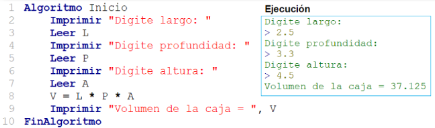 1 Algoritmo Inicio
2 Imprimir "Digite largo: "
3 Leer L
4 Imprimir "Digite profundidad: "
5 Leer P
6 Imprimir "Digite altura: "
7 Leer A
8 V = L * P * A
9 Imprimir "Volumen de la caja = ", V
10 FinAlgoritmo
Ejecución
Digite largo:
> 2.5
Digite profundidad:
> 3.3
Digite altura:
> 4.5
Volumen de la caja = 37.125